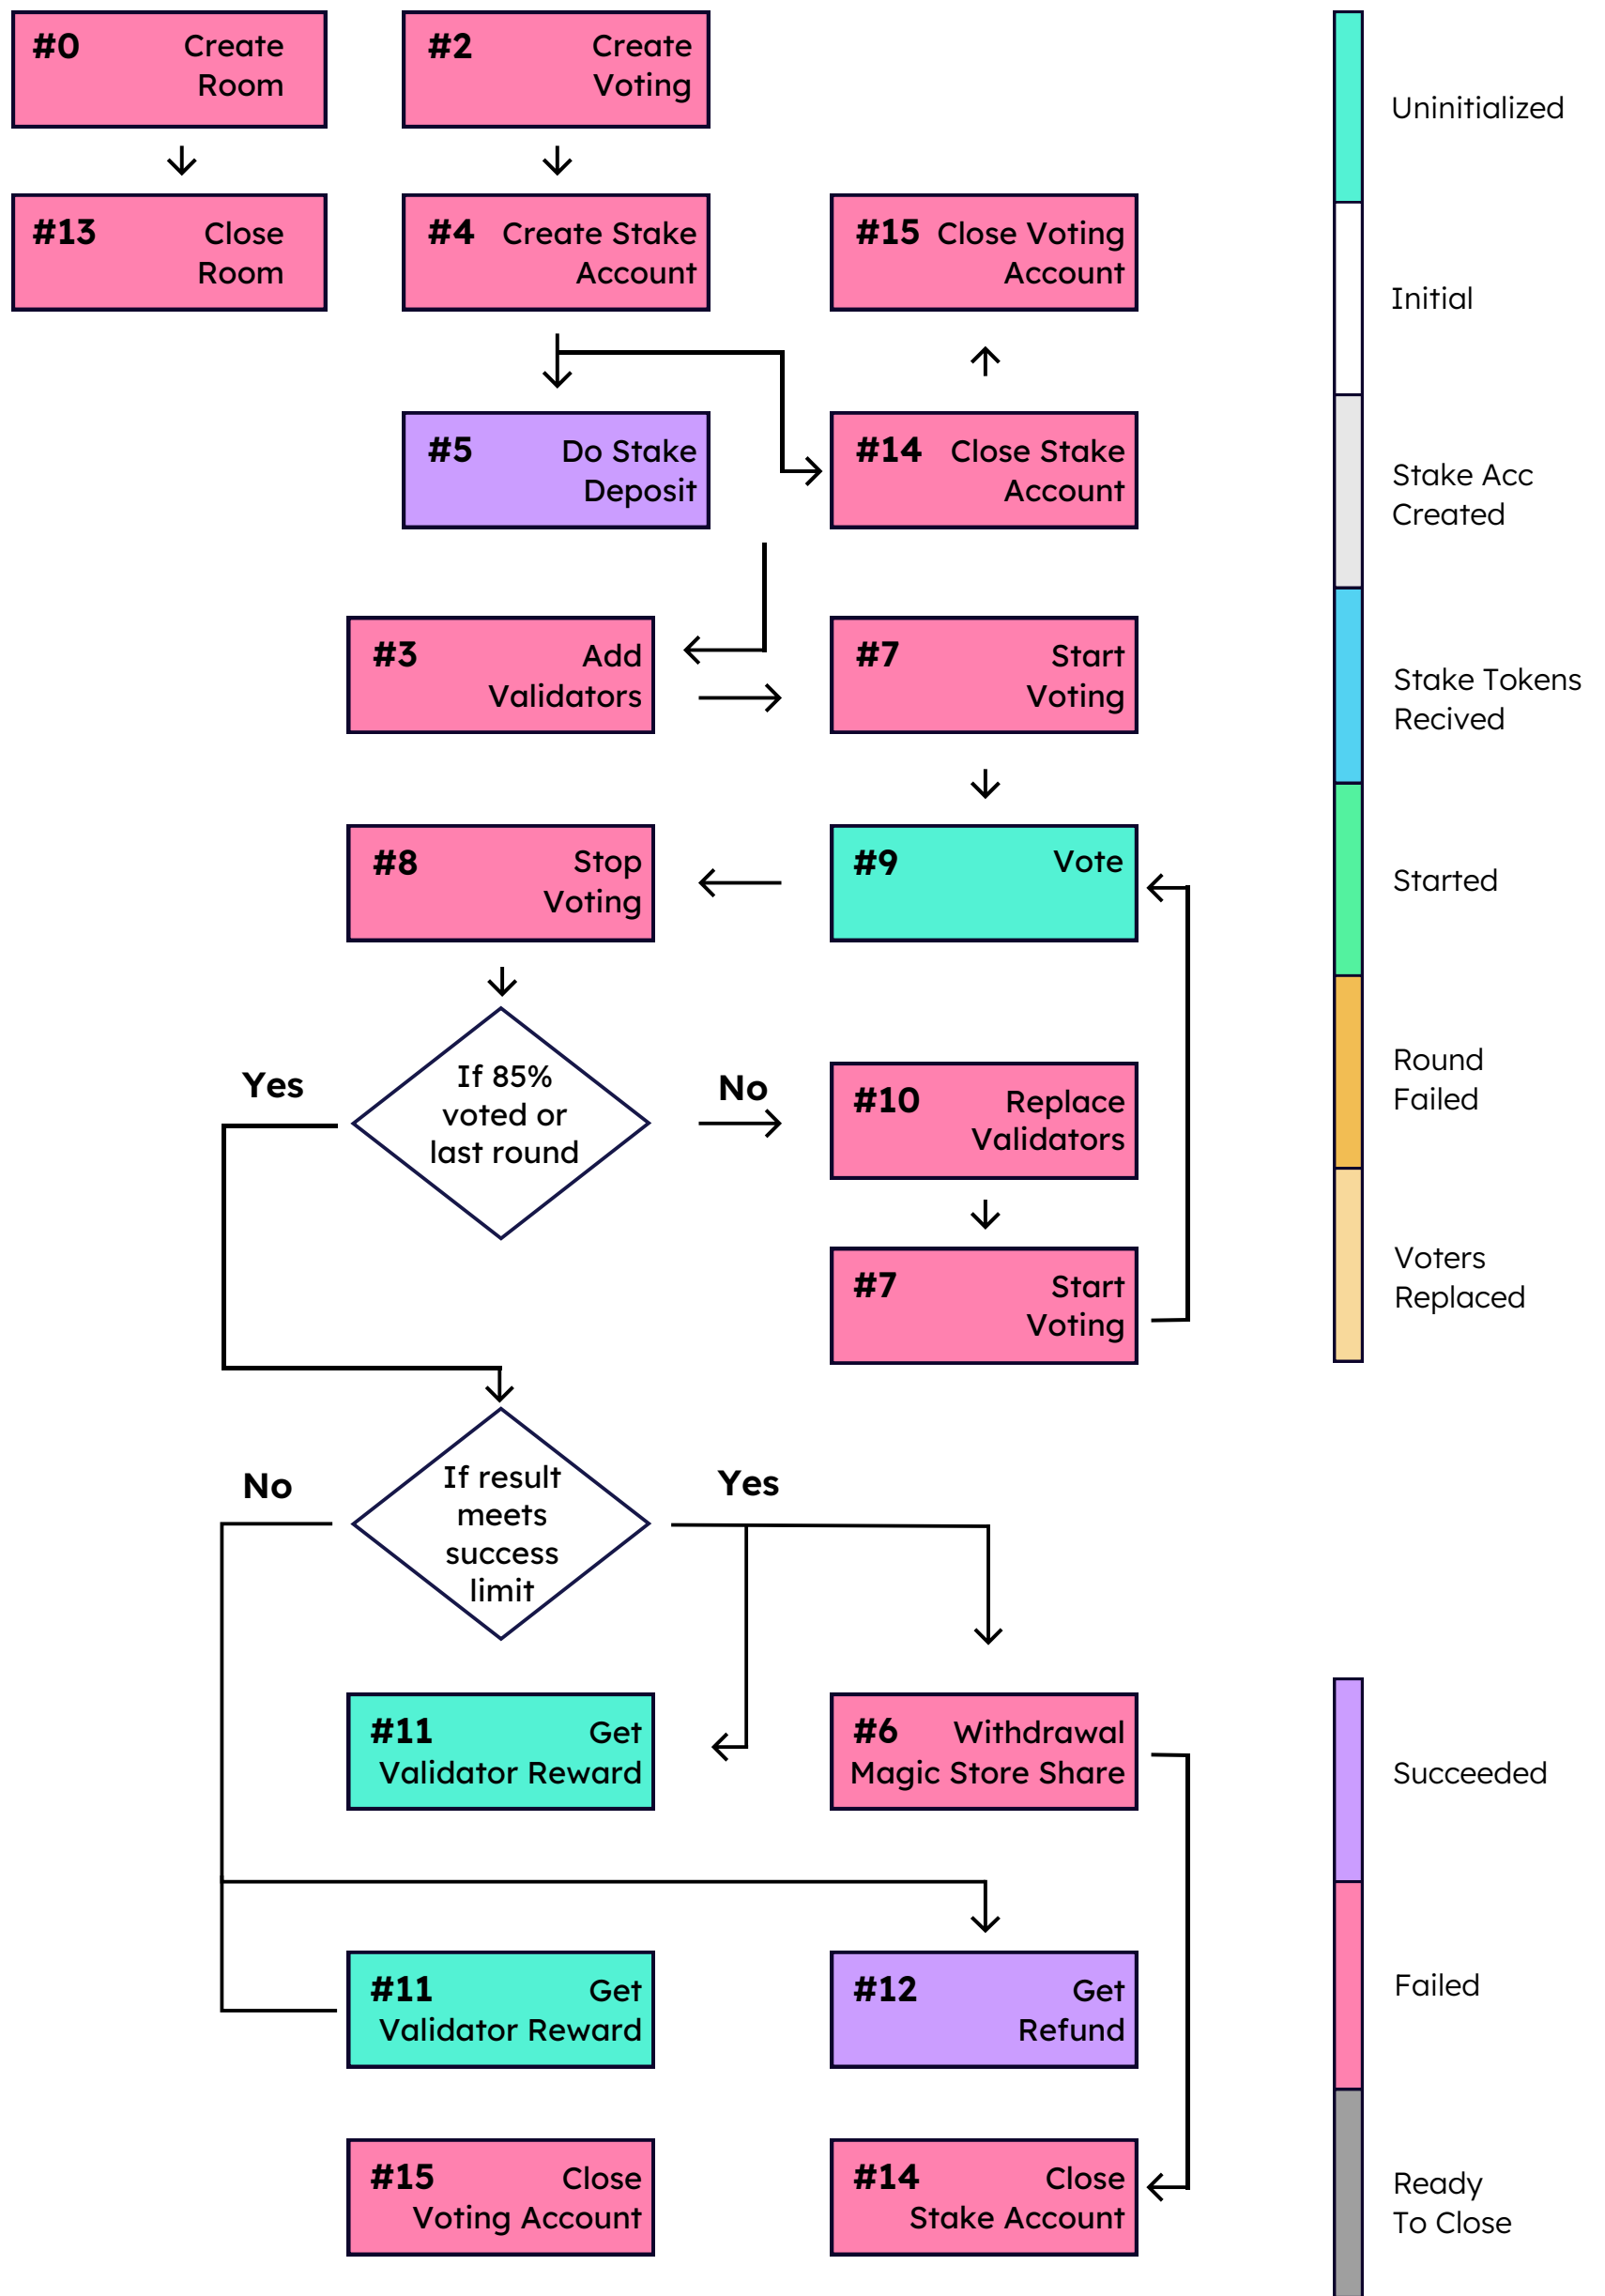 #0 Create
Room
#2 Create
Voting
#13 Close
Room
#4 Create Stake
Account
#15 Close Voting
Account
#5 Do Stake
Deposit
#14 Close Stake
Account
#3 Add
Validators
#7 Start
Voting
#8 Stop
Voting
#9 Vote
If 85%
voted or
last round
Yes
No
#10 Replace
Validators
#7 Start
Voting
If result
meets
success
limit
No
Yes
#11 Get
Validator Reward
#6 Withdrawal
Magic Store Share
#11 Get
Validator Reward
#12 Get
Refund
#15 Close
Voting Account
#14 Close
Stake Account
Uninitialized
Initial
Stake Acc
Created
Stake Tokens
Recived
Started
Round
Failed
Voters
Replaced
Succeeded
Failed
Ready
To Close